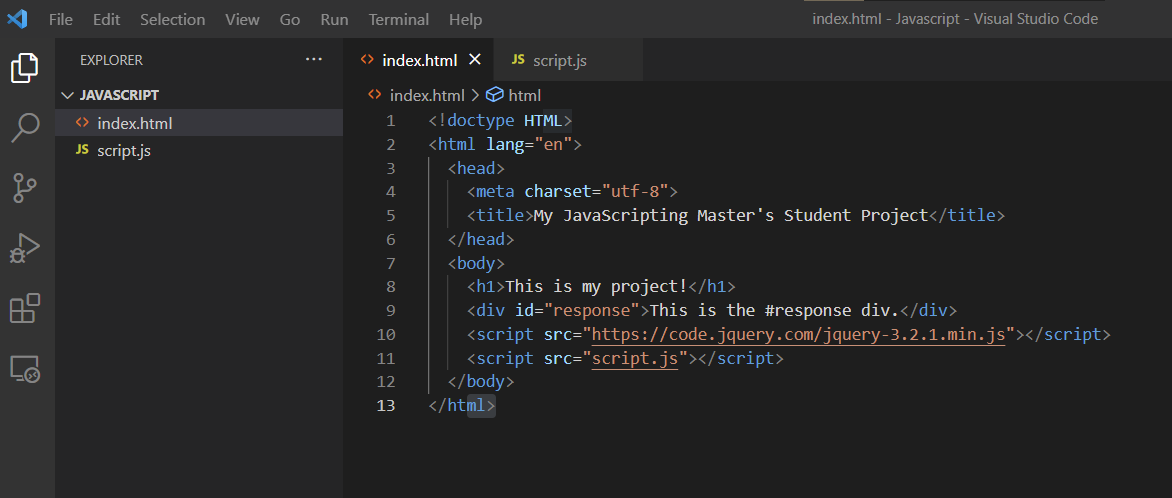 File Edit Selection View Go Run Terminal Help
index.html - Javascript - Visual Studio Code
EXPLORER ...
JAVASCRIPT
<> index.html
JS script.js
<> index.html × JS script.js
<> index.html > html
1 <!doctype HTML>
2 <html lang="en">
3 <head>
4 <meta charset="utf-8">
5 <title>My JavaScripting Master's Student Project</title>
6 </head>
7 <body>
8 <h1>This is my project!</h1>
9 <div id="response">This is the #response div.</div>
10 <script src="https://code.jquery.com/jquery-3.2.1.min.js"></script>
11 <script src="script.js"></script>
12 </body>
13 </html>